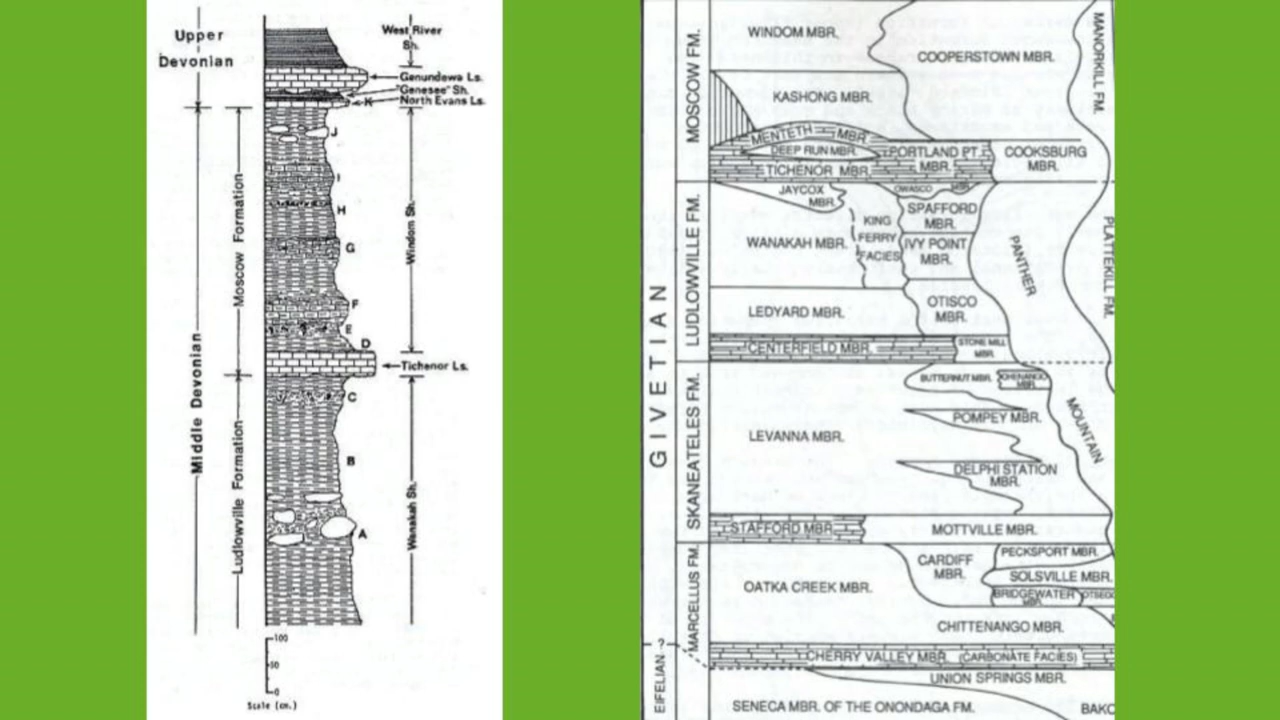 Upper
Devonian
West River
Sh.
Genundewa Ls.
"Genesee" Sh.
North Evans Ls.
K
J
I
H
G
F
E
D
Tichenor Ls.
C
B
A
Middle Devonian
Moscow Formation
Ludlowville Formation
Windom Sh.
Wanakah Sh.
100
50
0
Scale (cm.)
GIVETIAN
EIFELIAN
?
MOSCOW FM.
LUDLOWVILLE FM.
SKANEATELES FM.
MARCELLUS FM.
WINDOM MBR.
COOPERSTOWN MBR.
MANORKILL FM.
KASHONG MBR.
MENTETH MBR.
DEEP RUN MBR.
PORTLAND PT.
MBR.
COOKSBURG
MBR.
TICHENOR MBR.
JAYCOX
MBR.
OWASCO MBR.
SPAFFORD
MBR.
KING
FERRY
FACIES
WANAKAH MBR.
IVY POINT
MBR.
PANTHER
MOUNTAIN
PLATTEKILL FM.
LEDYARD MBR.
OTISCO
MBR.
CENTERFIELD MBR.
STONE MILL
MBR.
BUTTERNUT MBR.
CHENANGO
MBR.
POMPEY MBR.
LEVANNA MBR.
DELPHI STATION
MBR.
STAFFORD MBR.
MOTTVILLE MBR.
CARDIFF
MBR.
PECKSPORT MBR.
SOLSVILLE MBR.
BRIDGEWATER
MBR.
OTSEGO
OATKA CREEK MBR.
CHITTENANGO MBR.
CHERRY VALLEY MBR. (CARBONATE FACIES)
UNION SPRINGS MBR.
SENECA MBR. OF THE ONONDAGA FM.
BAKO